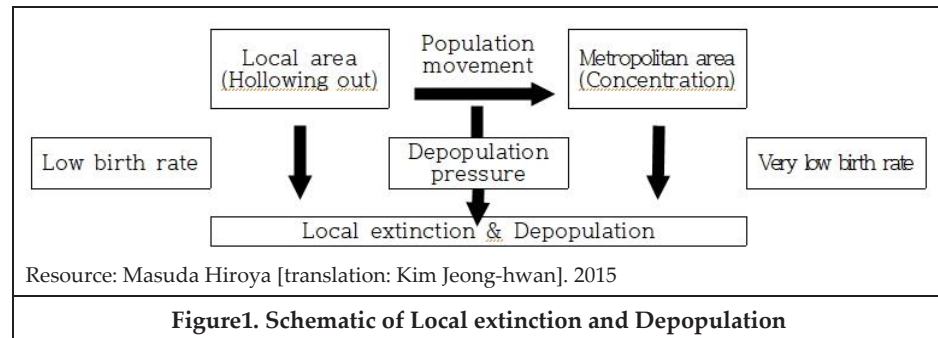 Local area
(Hollowing out)
Population
movement
Metropolitan area
(Concentration)
Low birth rate
Depopulation
pressure
Very low birth rate
Local extinction & Depopulation
Resource: Masuda Hiroya [translation: Kim Jeong-hwan]. 2015
Figure1. Schematic of Local extinction and Depopulation